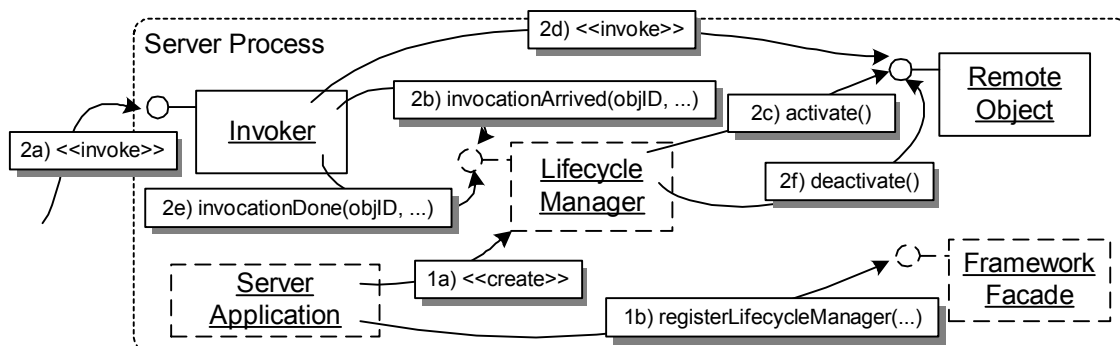 2d) <<invoke>>
Server Process
Remote
Object
2b) invocationArrived(objID, ...)
2c) activate()
Invoker
2a) <<invoke>>
Lifecycle
Manager
2f) deactivate()
2e) invocationDone(objID, ...)
Server
Application
1a) <<create>>
Framework
Facade
1b) registerLifecycleManager(...)